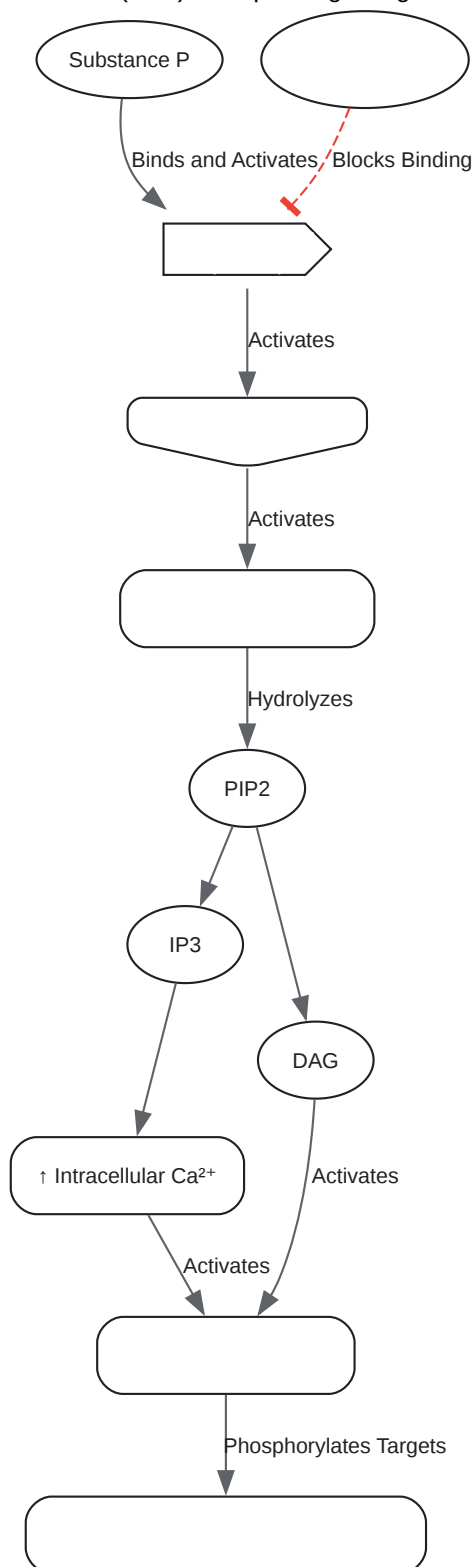 Substance P
Binds and Activates
Blocks Binding
Activates
Activates
Hydrolyzes
PIP2
IP3
DAG
↑ Intracellular Ca²⁺
Activates
Activates
Phosphorylates Targets